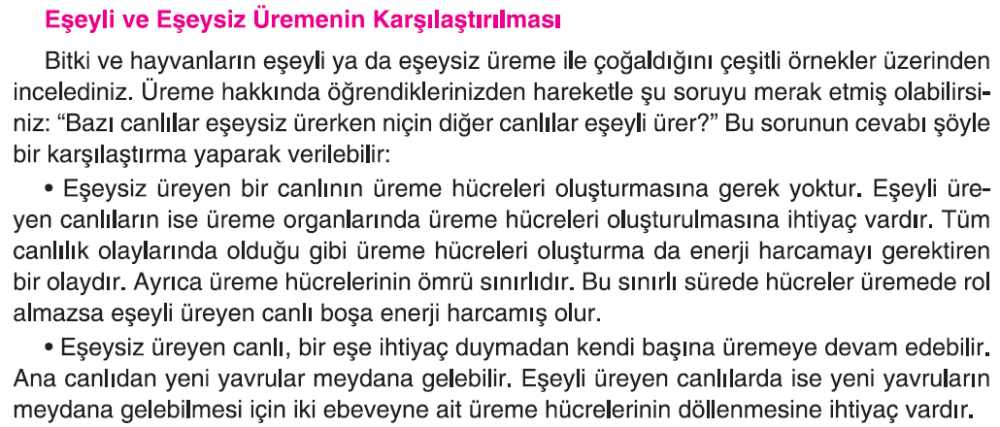 Eşeyli ve Eşeysiz Üremenin Karşılaştırılması
Bitki ve hayvanların eşeyli ya da eşeysiz üreme ile çoğaldığını çeşitli örnekler üzerinden
incelediniz. Üreme hakkında öğrendiklerinizden hareketle şu soruyu merak etmiş olabilirsi-
niz: “Bazı canlılar eşeysiz ürerken niçin diğer canlılar eşeyli ürer?” Bu sorunun cevabı şöyle
bir karşılaştırma yaparak verilebilir:
• Eşeysiz üreyen bir canlının üreme hücreleri oluşturmasına gerek yoktur. Eşeyli üre-
yen canlıların ise üreme organlarında üreme hücreleri oluşturulmasına ihtiyaç vardır. Tüm
canlılık olaylarında olduğu gibi üreme hücreleri oluşturma da enerji harcamayı gerektiren
bir olaydır. Ayrıca üreme hücrelerinin ömrü sınırlıdır. Bu sınırlı sürede hücreler üremede rol
almazsa eşeyli üreyen canlı boşa enerji harcamış olur.
• Eşeysiz üreyen canlı, bir eşe ihtiyaç duymadan kendi başına üremeye devam edebilir.
Ana canlıdan yeni yavrular meydana gelebilir. Eşeyli üreyen canlılarda ise yeni yavruların
meydana gelebilmesi için iki ebeveyne ait üreme hücrelerinin döllenmesine ihtiyaç vardır.